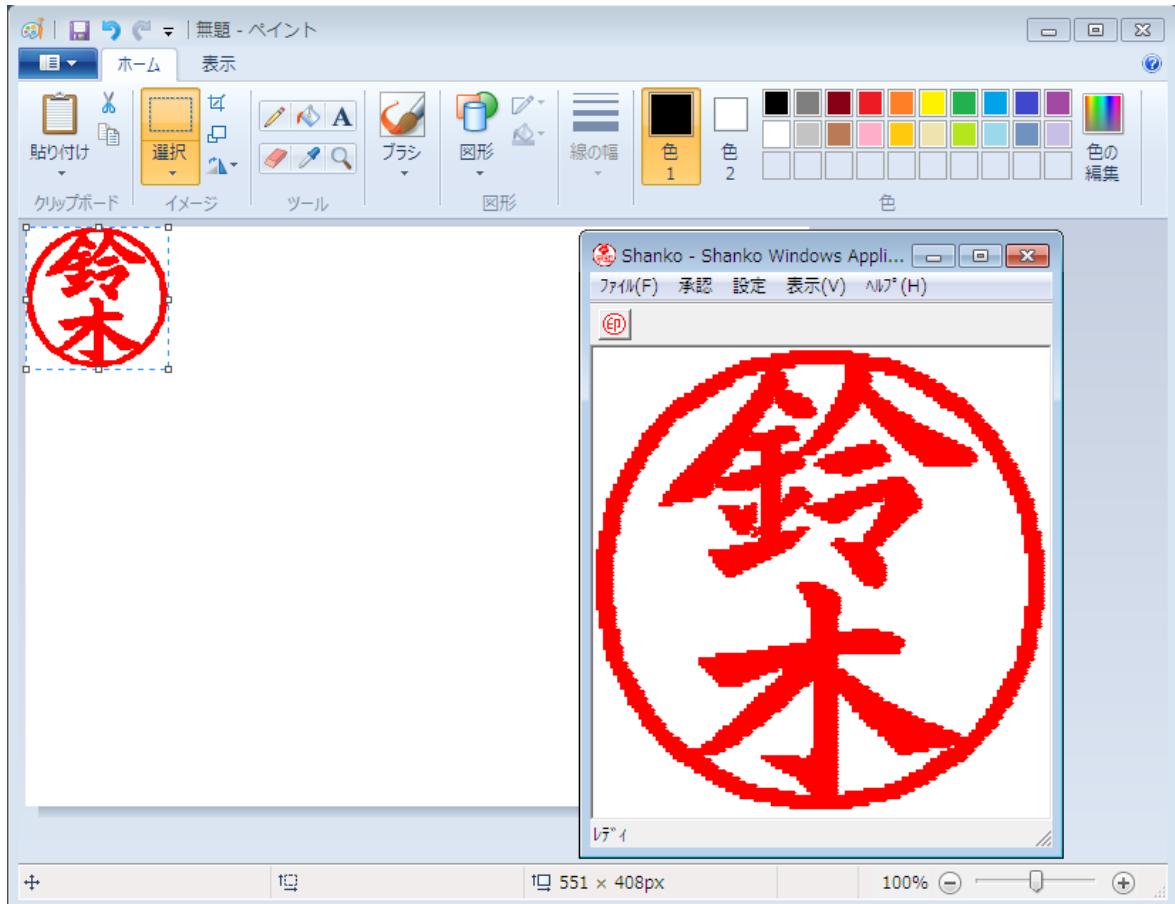 無題 - ペイント
ホーム 表示
貼り付け
選択
A
ブラシ
図形
線の幅
色
1
色
2
色の
編集
クリップボード
イメージ
ツール
図形
色
鈴
木
Shanko - Shanko Windows Appli...
ファイル(F) 承認 設定 表示(V) ヘルプ(H)
印
鈴
木
レディ
551 × 408px
100%